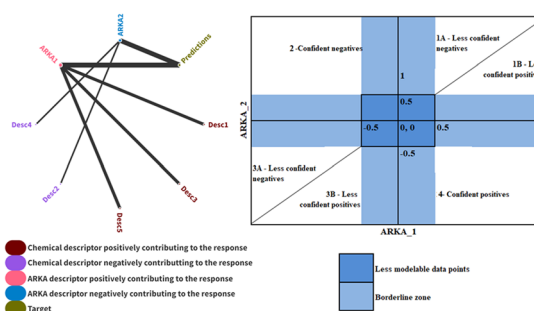 ARKA2
ARKA1
Predictions
Desc4
Desc1
Desc2
Desc3
Desc5
Chemical descriptor positively contributing to the response
Chemical descriptor negatively contributting to the response
ARKA descriptor positively contributing to the response
ARKA descriptor negatively contributing to the response
Target
2 -Confident negatives
1A - Less confident
negatives
1B -
confident
1
0.5
-0.5
0, 0
0.5
-0.5
ARKA_2
3A - Less confident
negatives
3B - Less
confident positives
4- Confident positives
ARKA_1
Less modelable data points
Borderline zone